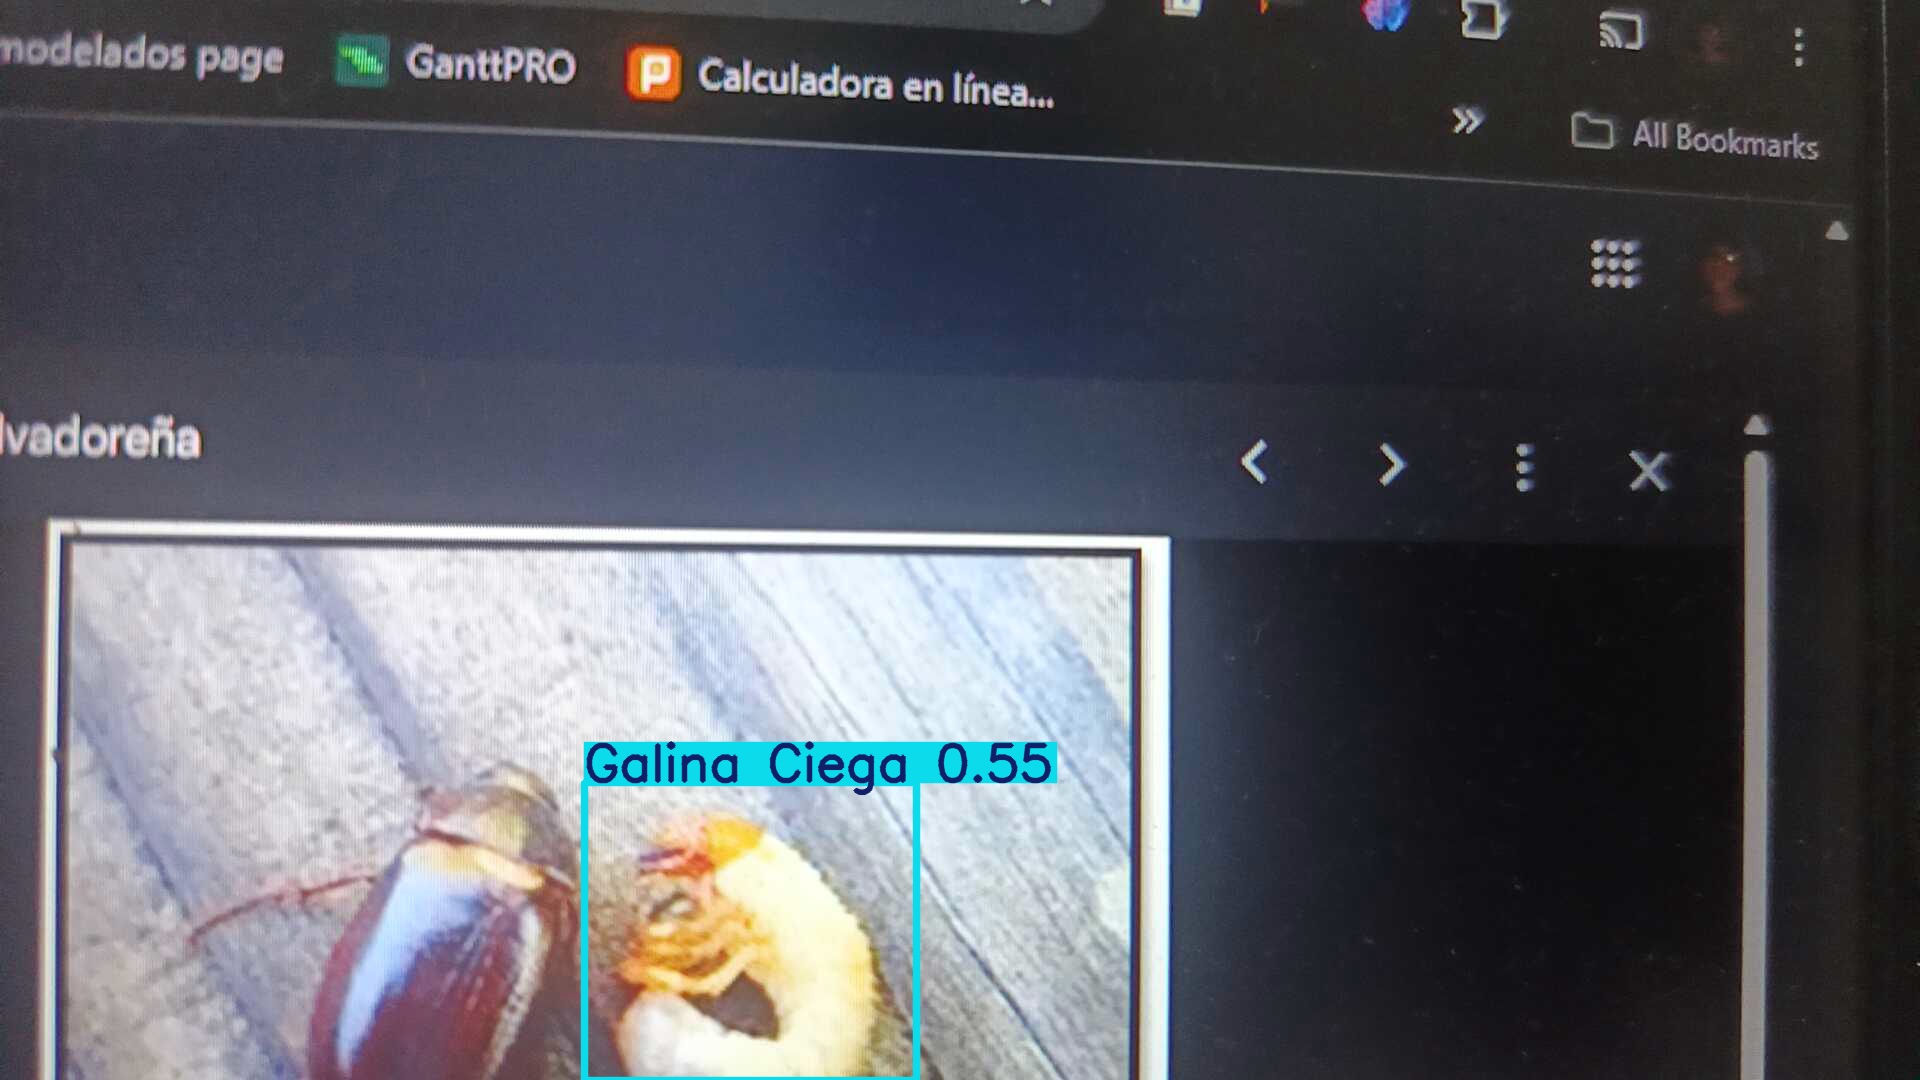 modelados page GanttPRO Calculadora en línea...
» All Bookmarks
lvadoreña
Galina Ciega 0.55